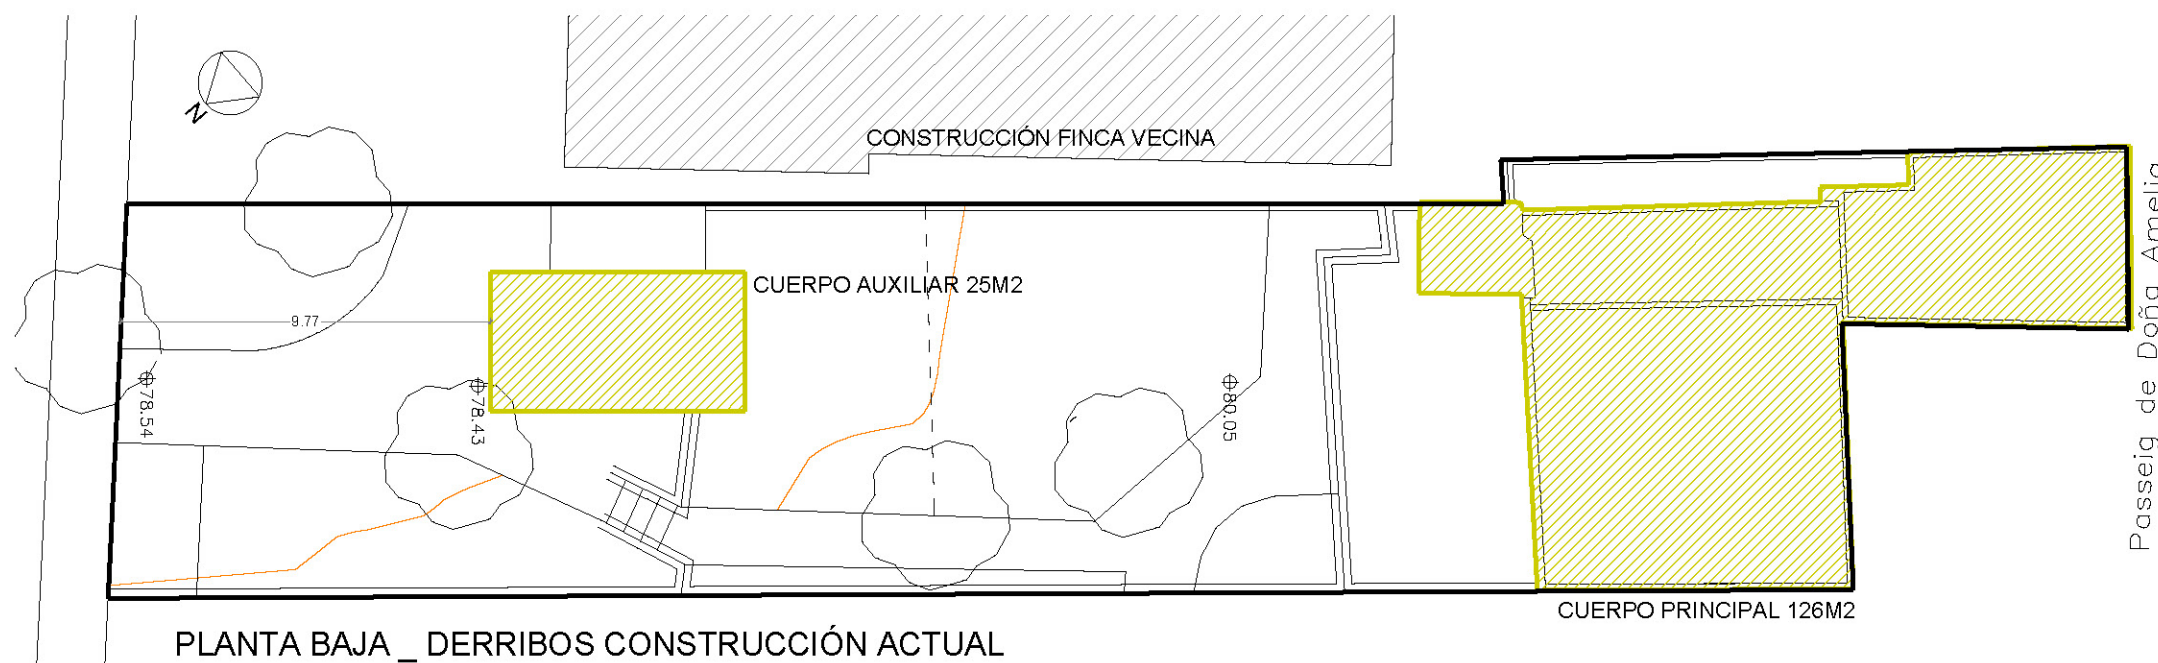 N
CONSTRUCCIÓN FINCA VECINA
CUERPO AUXILIAR 25M2
9.77
78.54
78.43
80.05
Passeig de Doña Amelia
CUERPO PRINCIPAL 126M2
PLANTA BAJA _ DERRIBOS CONSTRUCCIÓN ACTUAL